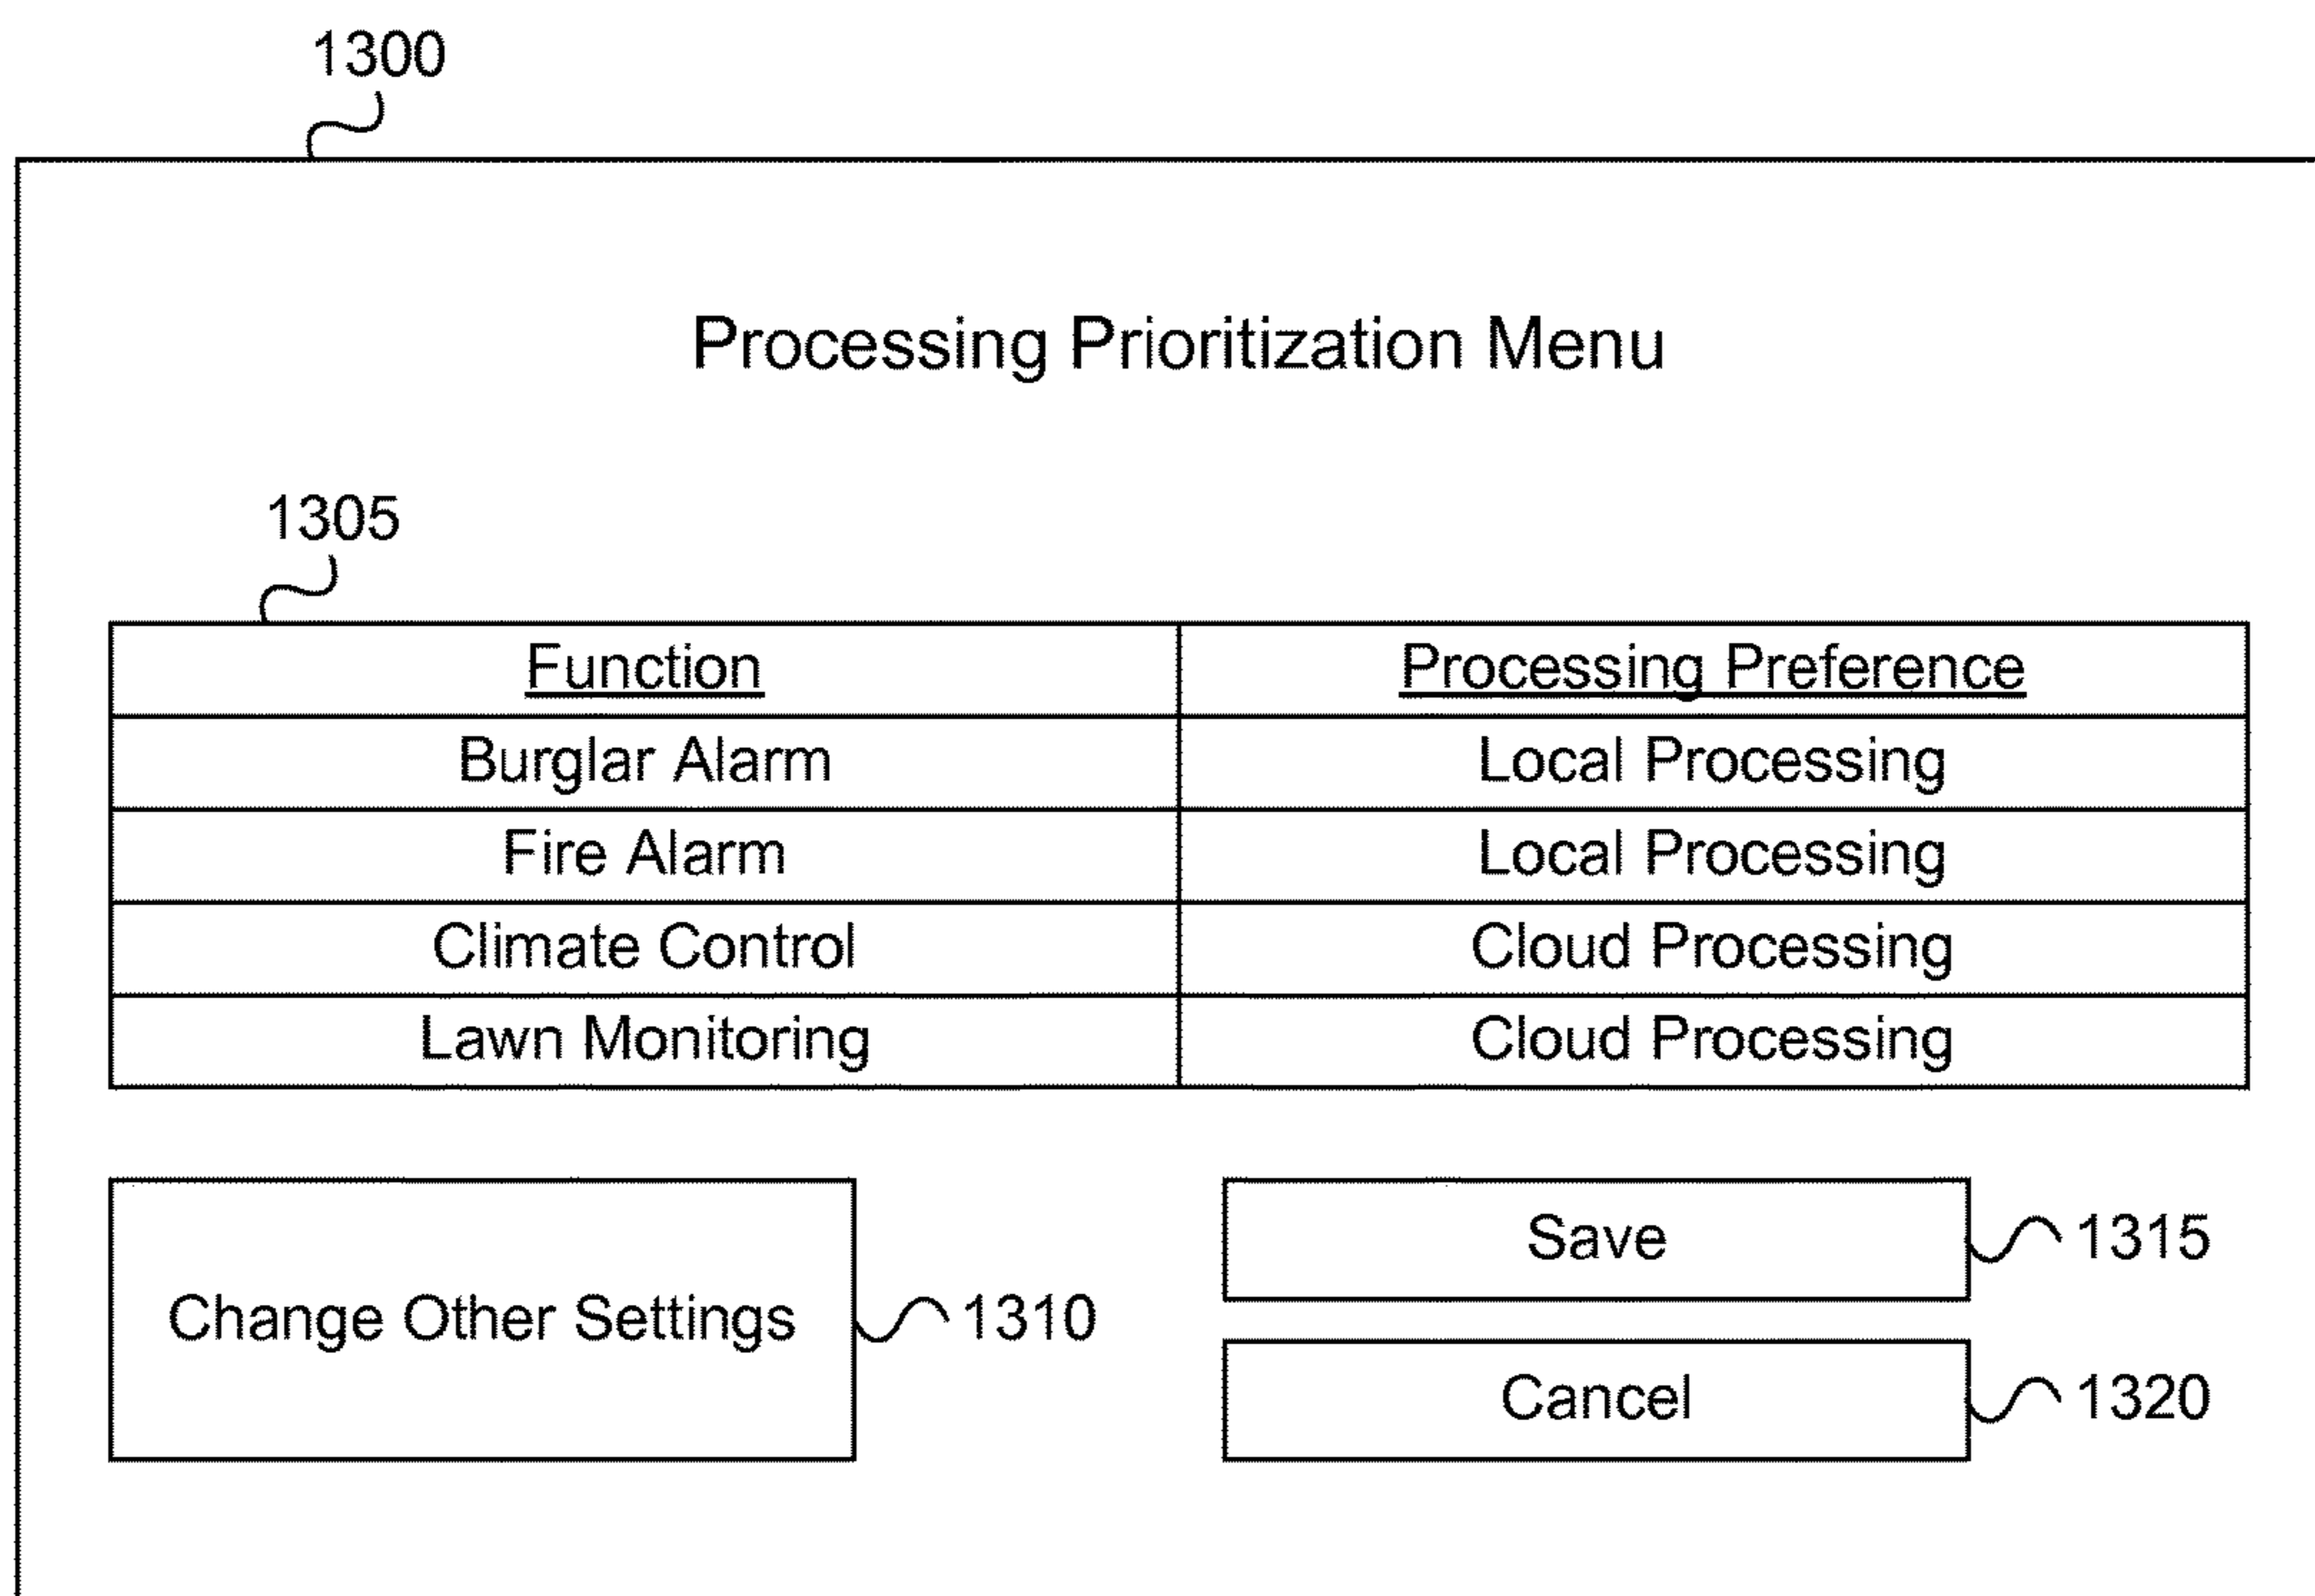 1300
Processing Prioritization Menu
1305
Function Processing Preference
Burglar Alarm Local Processing
Fire Alarm Local Processing
Climate Control Cloud Processing
Lawn Monitoring Cloud Processing
Save 1315
Change Other Settings 1310
Cancel 1320